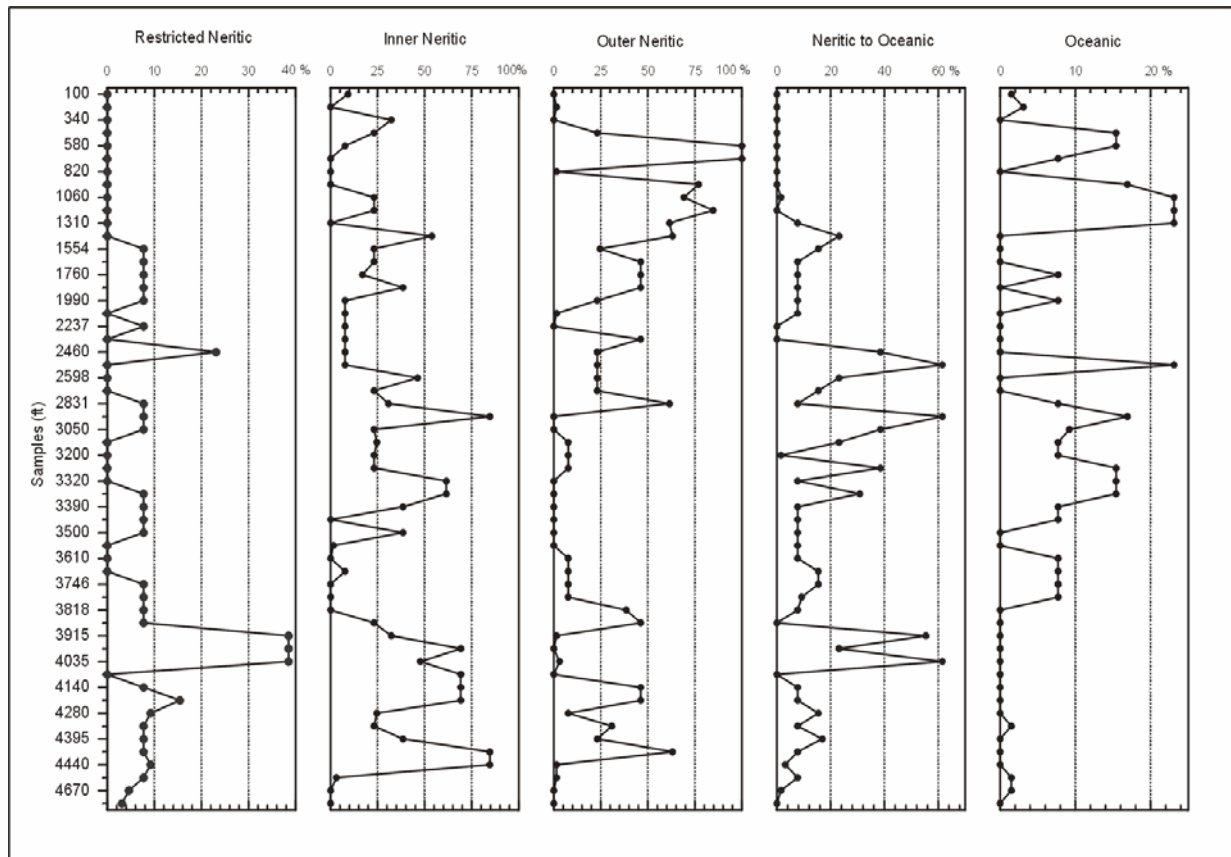 Restricted Neritic
Inner Neritic
Outer Neritic
Neritic to Oceanic
Oceanic
0 10 20 30 40 %
0 25 50 75 100%
0 25 50 75 100 %
0 20 40 60 %
0 10 20 %
Samples (ft)
100
340
580
820
1060
1310
1554
1760
1990
2237
2460
2598
2831
3050
3200
3320
3390
3500
3610
3746
3818
3915
4035
4140
4280
4395
4440
4670